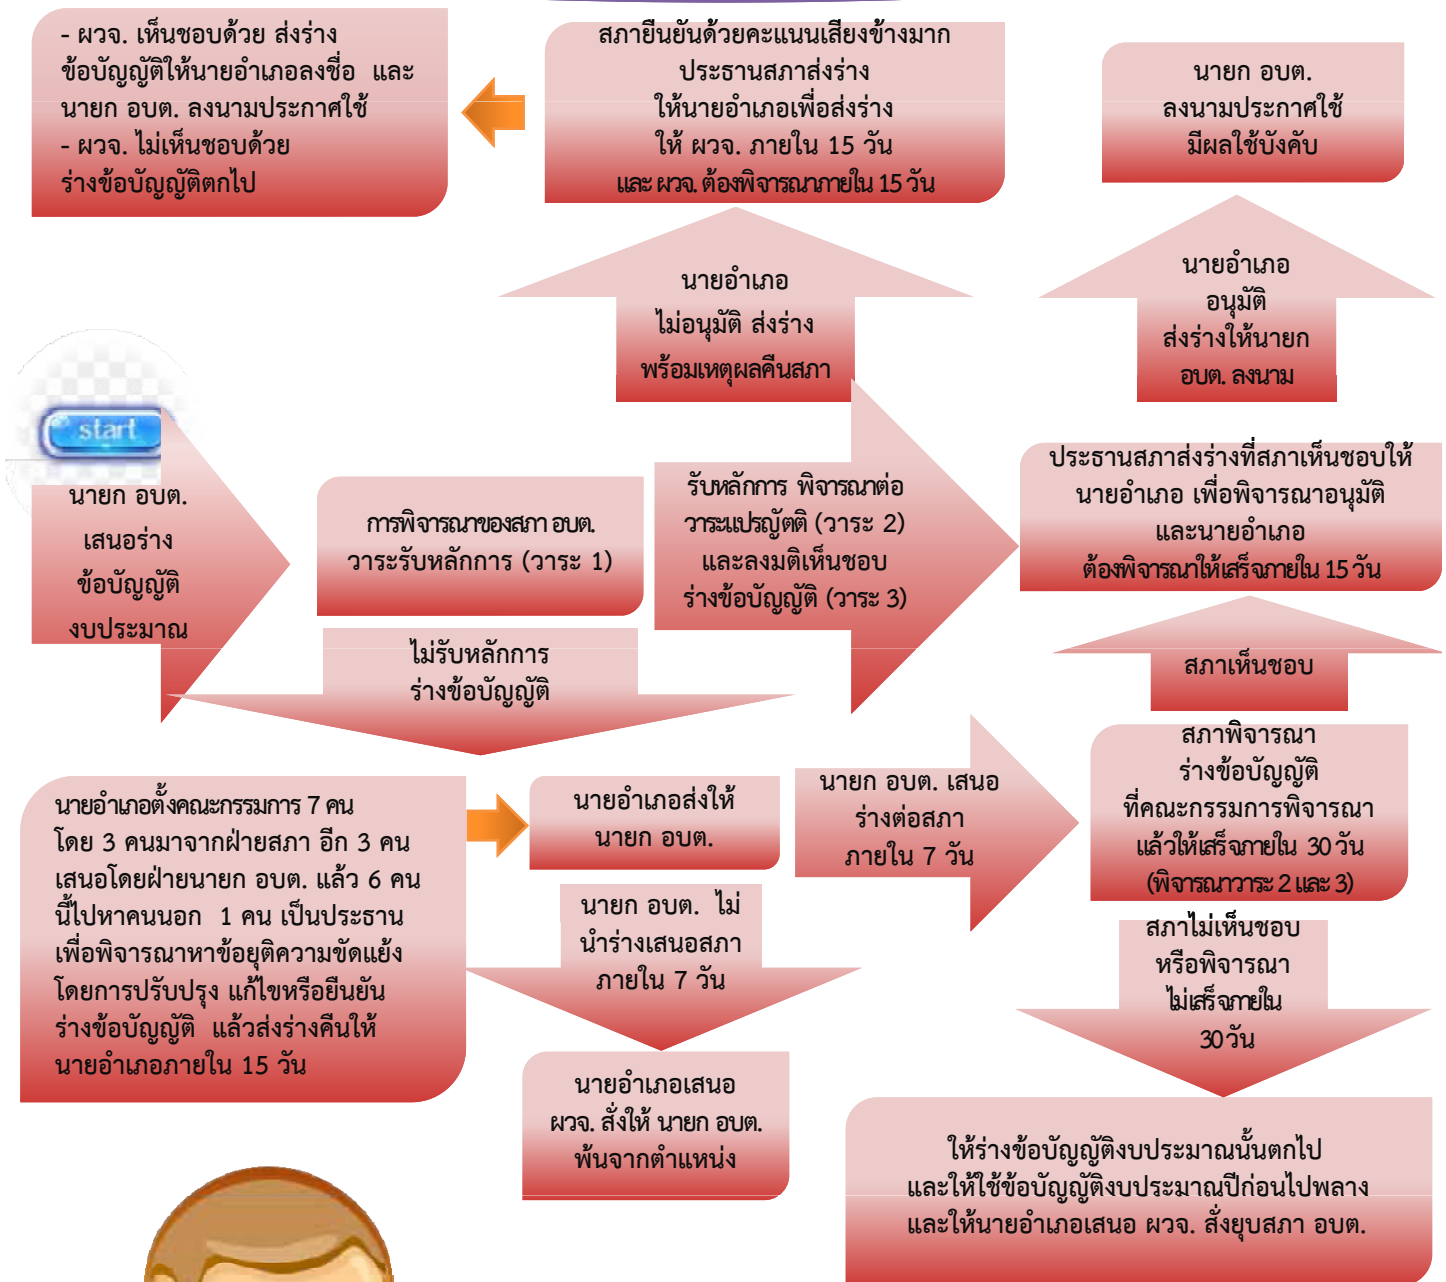 - ผวจ. เห็นชอบด้วย ส่งร่าง
ข้อบัญญัติให้นายอำเภอลงชื่อ และ
นายก อบต. ลงนามประกาศใช้
- ผวจ. ไม่เห็นชอบด้วย
ร่างข้อบัญญัติตกไป
สภายืนยันด้วยคะแนนเสียงข้างมาก
ประธานสภาส่งร่าง
ให้นายอำเภอเพื่อส่งร่าง
ให้ ผวจ. ภายใน 15 วัน
และ ผวจ. ต้องพิจารณาภายใน 15 วัน
นายก อบต.
ลงนามประกาศใช้
มีผลใช้บังคับ
นายอำเภอ
ไม่อนุมัติ ส่งร่าง
พร้อมเหตุผลคืนสภา
นายอำเภอ
อนุมัติ
ส่งร่างให้นายก
อบต. ลงนาม
start
นายก อบต.
เสนอร่าง
ข้อบัญญัติ
งบประมาณ
การพิจารณาของสภา อบต.
วาระรับหลักการ (วาระ 1)
รับหลักการ พิจารณาต่อ
วาระแปรญัตติ (วาระ 2)
และลงมติเห็นชอบ
ร่างข้อบัญญัติ (วาระ 3)
ประธานสภาส่งร่างที่สภาเห็นชอบให้
นายอำเภอ เพื่อพิจารณาอนุมัติ
และนายอำเภอ
ต้องพิจารณาให้เสร็จภายใน 15 วัน
ไม่รับหลักการ
ร่างข้อบัญญัติ
สภาเห็นชอบ
นายอำเภอตั้งคณะกรรมการ 7 คน
โดย 3 คนมาจากฝ่ายสภา อีก 3 คน
เสนอโดยฝ่ายนายก อบต. แล้ว 6 คน
นี้ไปหาคนนอก 1 คน เป็นประธาน
เพื่อพิจารณาหาข้อยุติความขัดแย้ง
โดยการปรับปรุง แก้ไขหรือยืนยัน
ร่างข้อบัญญัติ แล้วส่งร่างคืนให้
นายอำเภอภายใน 15 วัน
นายอำเภอส่งให้
นายก อบต.
นายก อบต. เสนอ
ร่างต่อสภา
ภายใน 7 วัน
สภาพิจารณา
ร่างข้อบัญญัติ
ที่คณะกรรมการพิจารณา
แล้วให้เสร็จภายใน 30 วัน
(พิจารณาวาระ 2 และ 3)
นายก อบต. ไม่
นำร่างเสนอสภา
ภายใน 7 วัน
สภาไม่เห็นชอบ
หรือพิจารณา
ไม่เสร็จภายใน
30 วัน
นายอำเภอเสนอ
ผวจ. สั่งให้ นายก อบต.
พ้นจากตำแหน่ง
ให้ร่างข้อบัญญัติงบประมาณนั้นตกไป
และให้ใช้ข้อบัญญัติงบประมาณปีก่อนไปพลาง
และให้นายอำเภอเสนอ ผวจ. สั่งยุบสภา อบต.